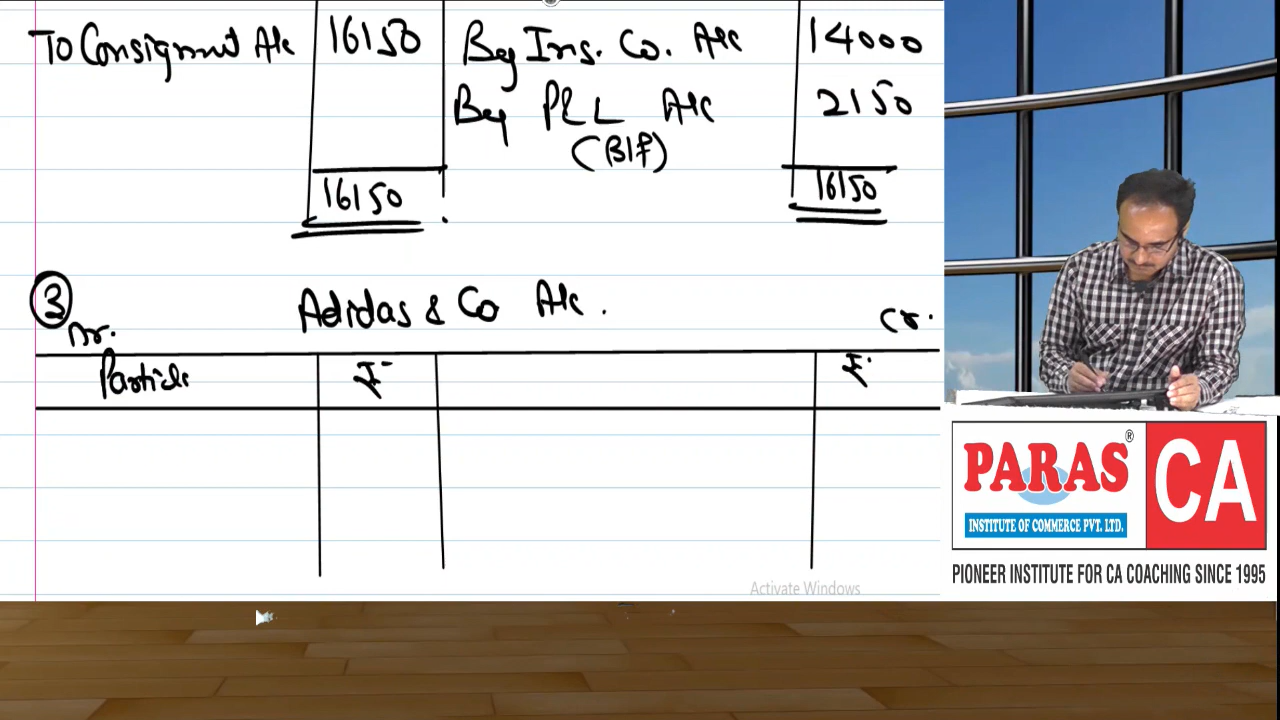 To Consignment A/c 16150 By Ins. Co. A/c 14000
By P&L A/c 2150
(B/f)
16150 16150
3 Adidas & Co A/c.
Dr. Cr.
Particls ₹ ₹
PARAS®
INSTITUTE OF COMMERCE PVT. LTD.
CA
PIONEER INSTITUTE FOR CA COACHING SINCE 1995
Activate Windows